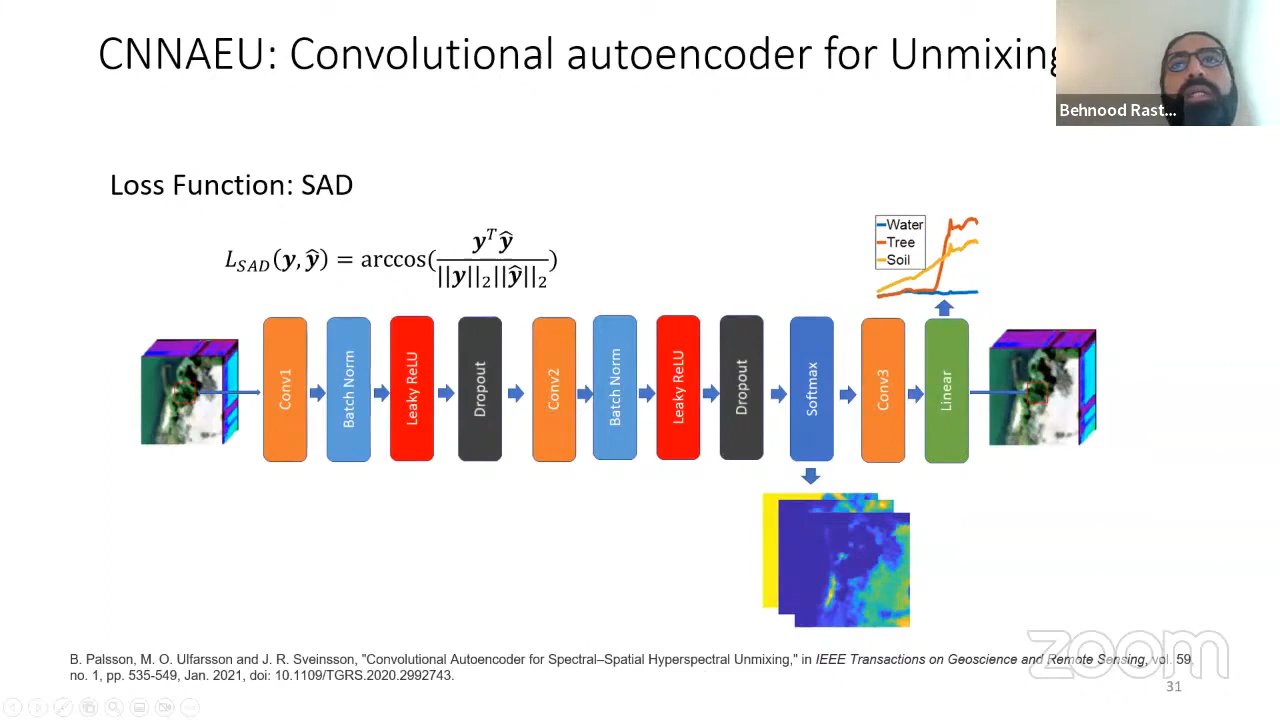 CNNAEU: Convolutional autoencoder for Unmixing
Behnood Rast...
Loss Function: SAD
L_SAD(y, ŷ) = arccos(y^T ŷ / ||y||₂||ŷ||₂)
Water
Tree
Soil
Conv1
Batch Norm
Leaky ReLU
Dropout
Conv2
Batch Norm
Leaky ReLU
Dropout
Softmax
Conv3
Linear
zoom
B. Palsson, M. O. Ulfarsson and J. R. Sveinsson, "Convolutional Autoencoder for Spectral–Spatial Hyperspectral Unmixing," in IEEE Transactions on Geoscience and Remote Sensing, vol. 59,
no. 1, pp. 535-549, Jan. 2021, doi: 10.1109/TGRS.2020.2992743.
31